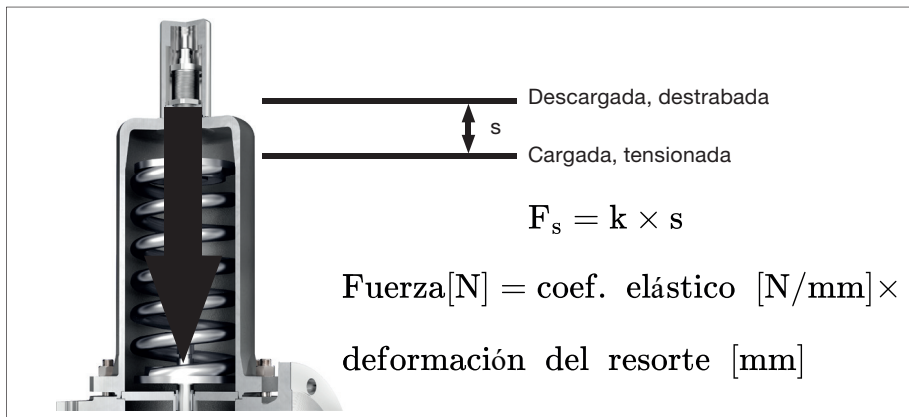 Descargada, destrabada
s
Cargada, tensionada
Fₛ = k × s
Fuerza[N] = coef. elástico [N/mm]×
deformación del resorte [mm]